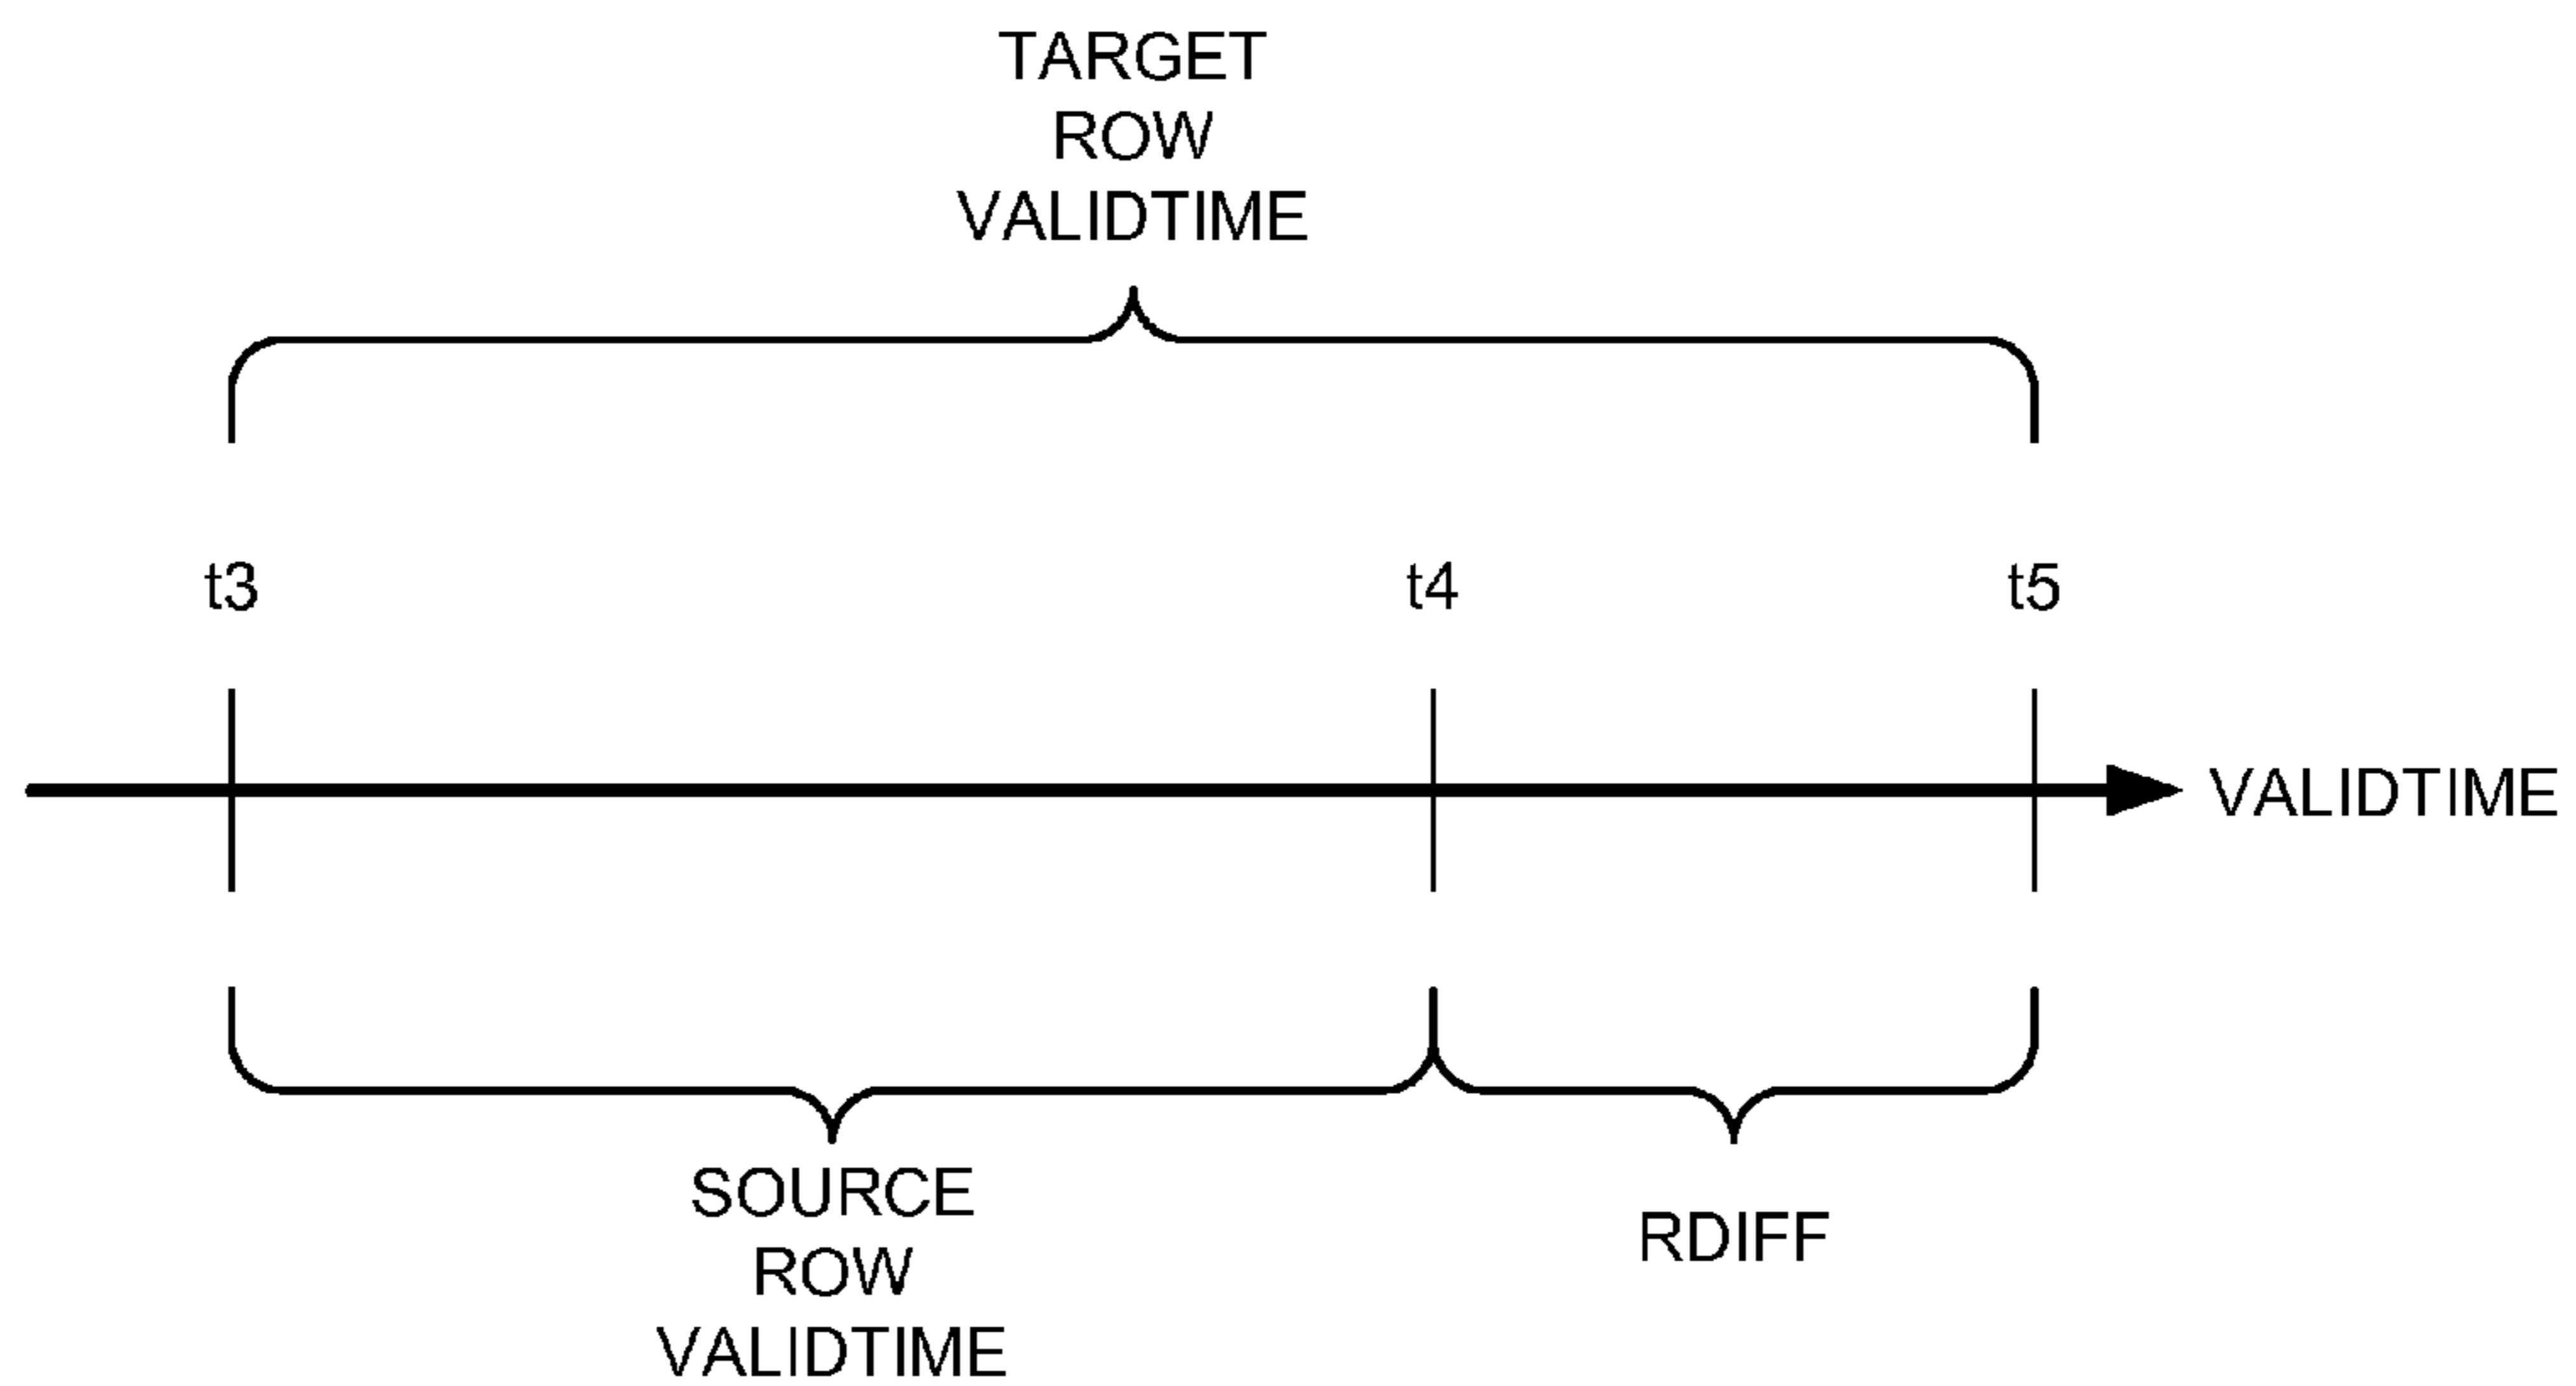 TARGET
ROW
VALIDTIME
t3
t4
t5
VALIDTIME
SOURCE
ROW
VALIDTIME
RDIFF